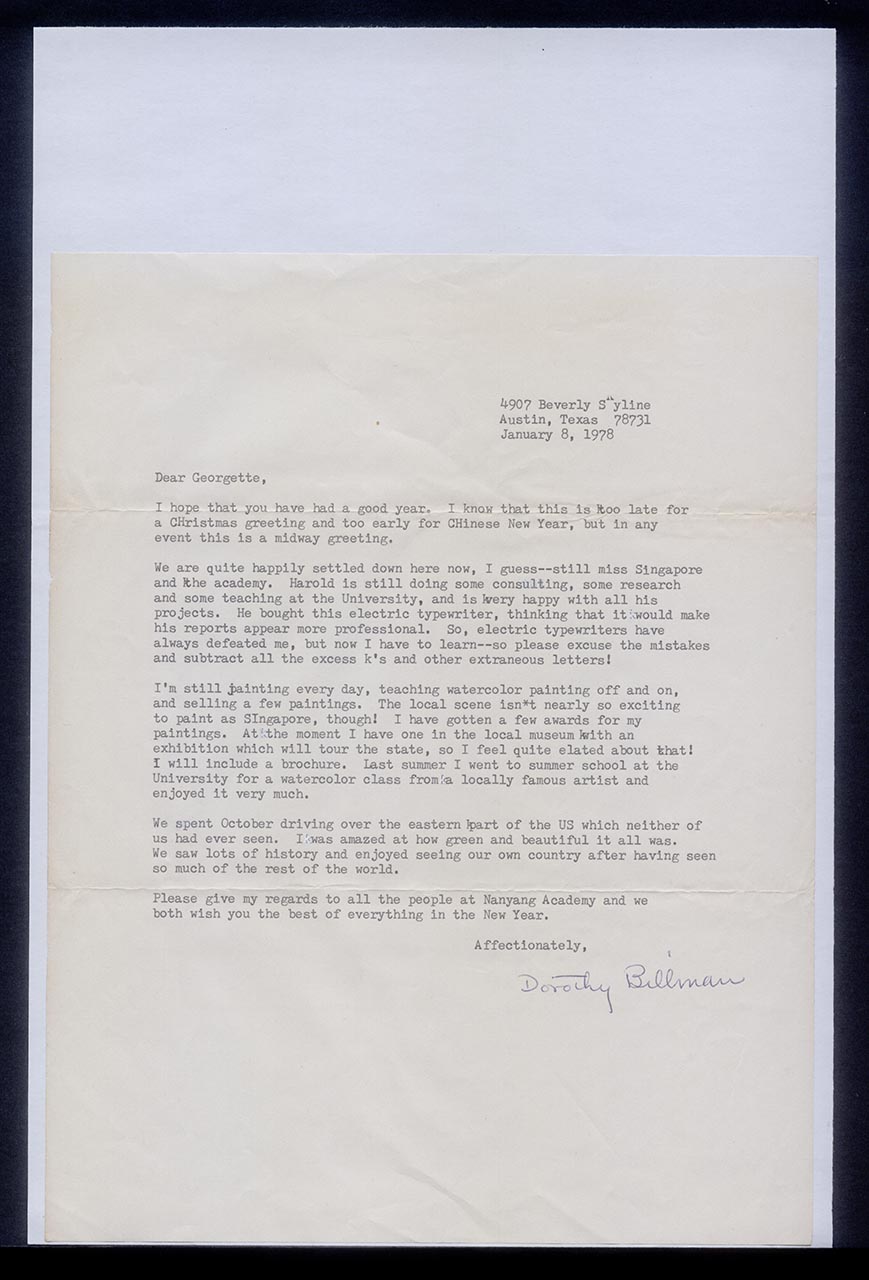 4907 Beverly Skyline
Austin, Texas  78731
January 8, 1978
Dear Georgette,
I hope that you have had a good year.  I know that this is too late for
a CHristmas greeting and too early for CHinese New Year, but in any
event this is a midway greeting.
We are quite happily settled down here now, I guess--still miss Singapore
and the academy.  Harold is still doing some consulting, some research
and some teaching at the University, and is very happy with all his
projects.  He bought this electric typewriter, thinking that it would make
his reports appear more professional.  So, electric typewriters have
always defeated me, but now I have to learn--so please excuse the mistakes
and subtract all the excess k's and other extraneous letters!
I'm still painting every day, teaching watercolor painting off and on,
and selling a few paintings.  The local scene isn*t nearly so exciting
to paint as SIngapore, though!  I have gotten a few awards for my
paintings.  At the moment I have one in the local museum with an
exhibition which will tour the state, so I feel quite elated about that!
I will include a brochure.  Last summer I went to summer school at the
University for a watercolor class from a locally famous artist and
enjoyed it very much.
We spent October driving over the eastern part of the US which neither of
us had ever seen.  I was amazed at how green and beautiful it all was.
We saw lots of history and enjoyed seeing our own country after having seen
so much of the rest of the world.
Please give my regards to all the people at Nanyang Academy and we
both wish you the best of everything in the New Year.
Affectionately,
Dorothy Billman